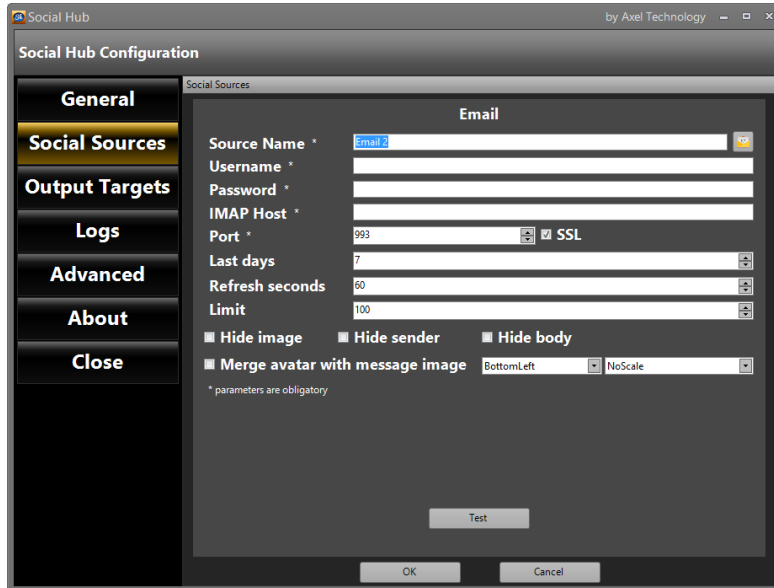 Social Hub by Axel Technology
Social Hub Configuration
General
Social Sources
Output Targets
Logs
Advanced
About
Close
Social Sources
Email
Source Name * Email 2
Username *
Password *
IMAP Host *
Port * 993 SSL
Last days 7
Refresh seconds 60
Limit 100
Hide image Hide sender Hide body
Merge avatar with message image BottomLeft NoScale
* parameters are obligatory
Test
OK Cancel